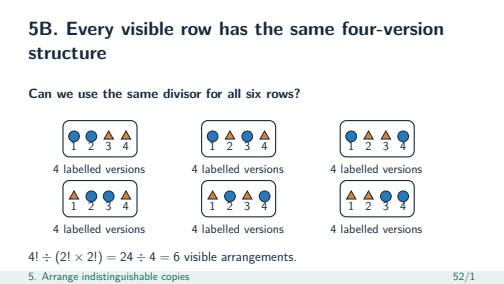 5B. Every visible row has the same four-version
structure
Can we use the same divisor for all six rows?
1 2 3 4
1 2 3 4
1 2 3 4
4 labelled versions
4 labelled versions
4 labelled versions
1 2 3 4
1 2 3 4
1 2 3 4
4 labelled versions
4 labelled versions
4 labelled versions
4! ÷ (2! × 2!) = 24 ÷ 4 = 6 visible arrangements.
5. Arrange indistinguishable copies
52/1